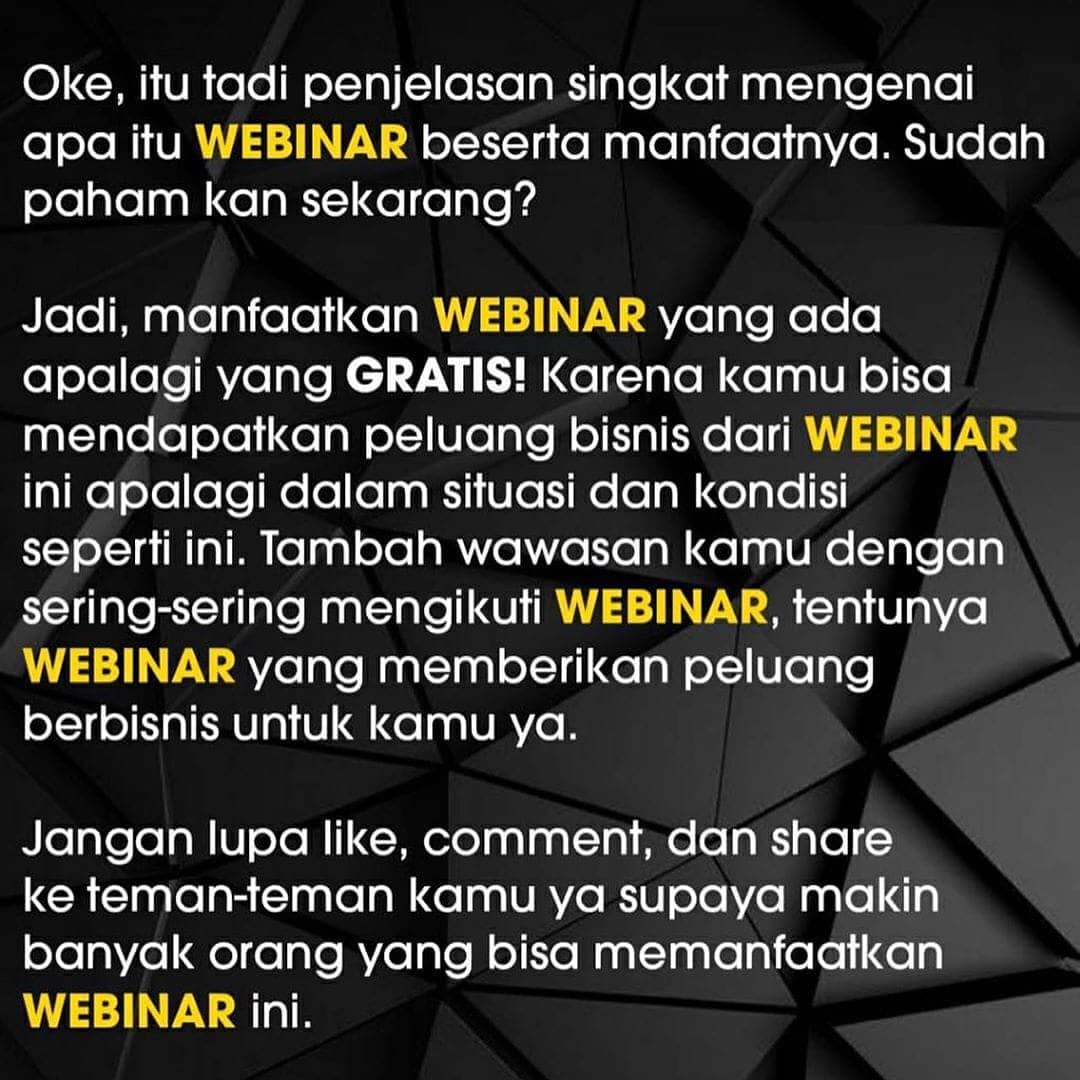 Oke, itu tadi penjelasan singkat mengenai
apa itu WEBINAR beserta manfaatnya. Sudah
paham kan sekarang?
Jadi, manfaatkan WEBINAR yang ada
apalagi yang GRATIS! Karena kamu bisa
mendapatkan peluang bisnis dari WEBINAR
ini apalagi dalam situasi dan kondisi
seperti ini. Tambah wawasan kamu dengan
sering-sering mengikuti WEBINAR, tentunya
WEBINAR yang memberikan peluang
berbisnis untuk kamu ya.
Jangan lupa like, comment, dan share
ke teman-teman kamu ya supaya makin
banyak orang yang bisa memanfaatkan
WEBINAR ini.